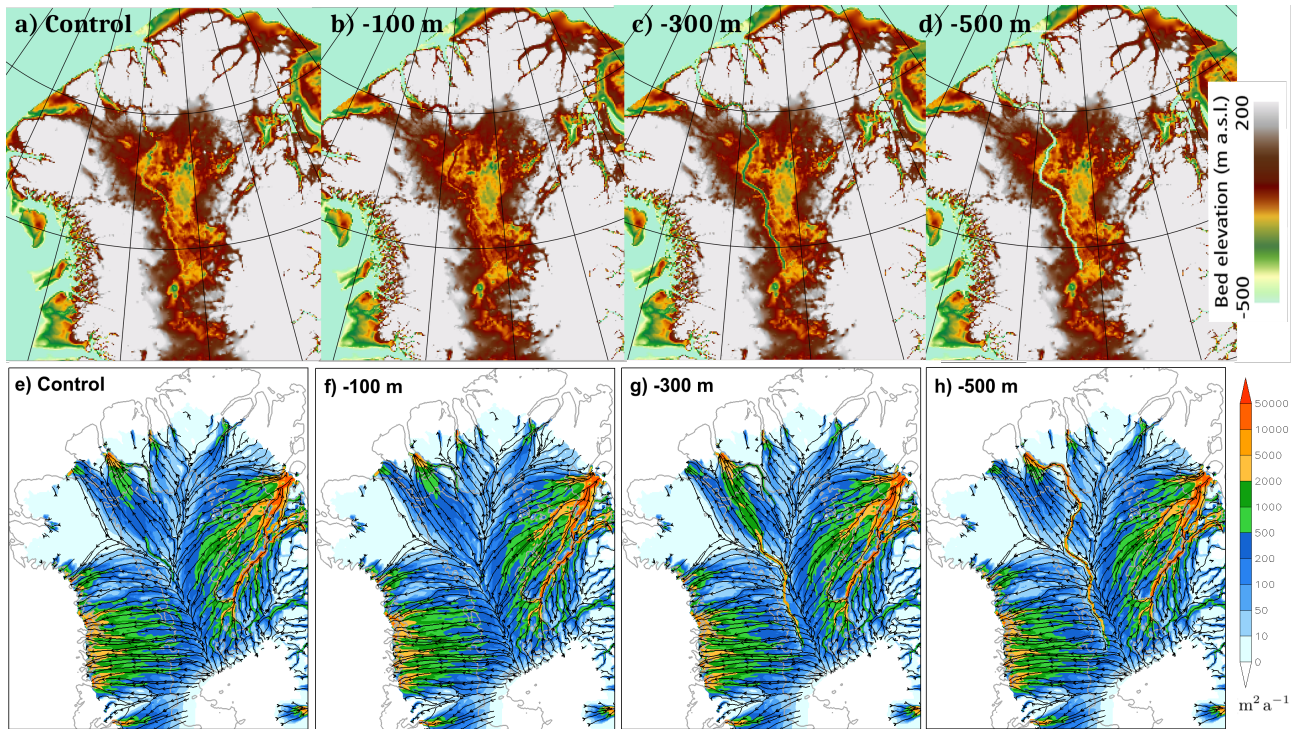 a) Control
b) -100 m
c) -300 m
d) -500 m
Bed elevation (m a.s.l.)
-500
200
e) Control
f) -100 m
g) -300 m
h) -500 m
50000
10000
5000
2000
1000
500
200
100
50
10
0
m² a⁻¹